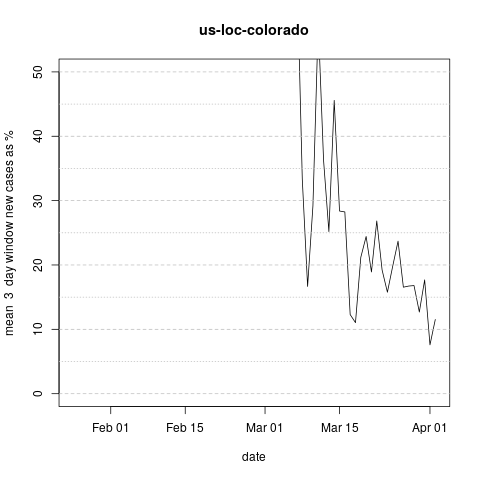 us-loc-colorado
mean 3 day window new cases as %
50
40
30
20
10
0
Feb 01
Feb 15
Mar 01
Mar 15
Apr 01
date